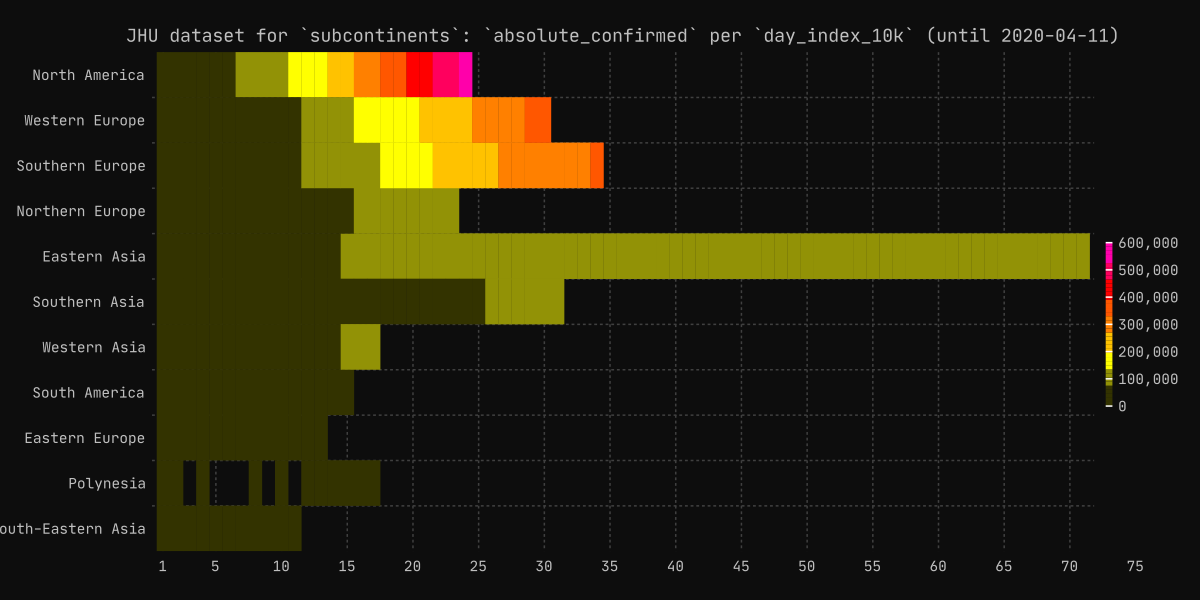 JHU dataset for `subcontinents`: `absolute_confirmed` per `day_index_10k` (until 2020-04-11)
North America
Western Europe
Southern Europe
Northern Europe
Eastern Asia
Southern Asia
Western Asia
South America
Eastern Europe
Polynesia
outh-Eastern Asia
1 5 10 15 20 25 30 35 40 45 50 55 60 65 70 75
600,000
500,000
400,000
300,000
200,000
100,000
0